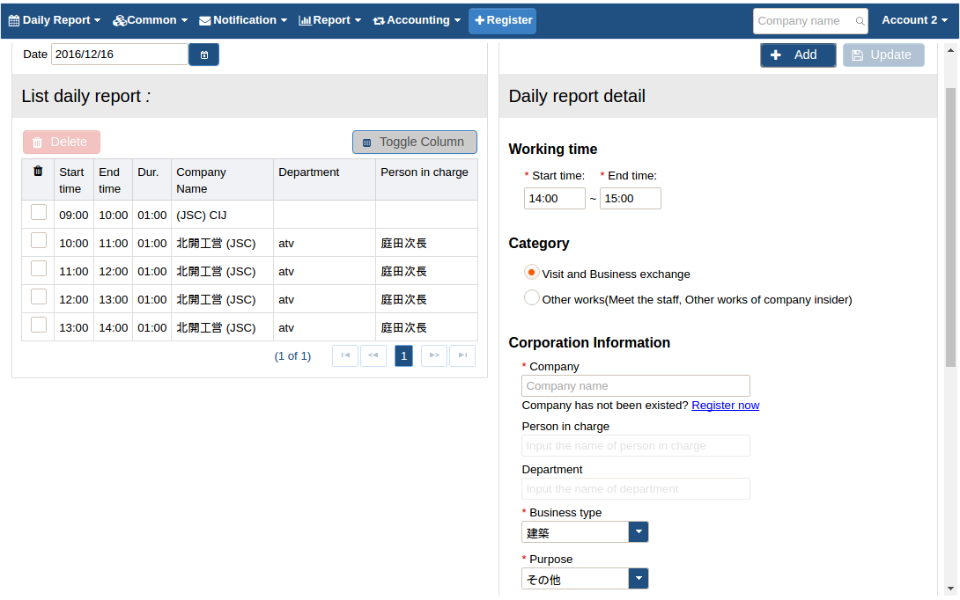 Daily Report Common Notification Report Accounting Register Company name Account 2
Date 2016/12/16
Add Update
List daily report :
Daily report detail
Delete Toggle Column
Start time End time Dur. Company Name Department Person in charge
09:00 10:00 01:00 (JSC) CIJ
10:00 11:00 01:00 北開工営 (JSC) atv 庭田次長
11:00 12:00 01:00 北開工営 (JSC) atv 庭田次長
12:00 13:00 01:00 北開工営 (JSC) atv 庭田次長
13:00 14:00 01:00 北開工営 (JSC) atv 庭田次長
(1 of 1) 1
Working time
* Start time: * End time:
14:00 ~ 15:00
Category
Visit and Business exchange
Other works(Meet the staff, Other works of company insider)
Corporation Information
* Company
Company name
Company has not been existed? Register now
Person in charge
Input the name of person in charge
Department
Input the name of department
* Business type
建築
* Purpose
その他